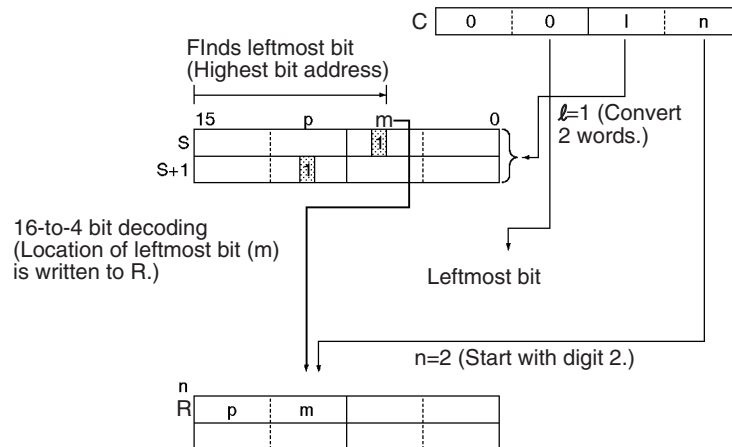 C 0 0 l n
FInds leftmost bit
(Highest bit address)
15 p m 0
ℓ=1 (Convert
2 words.)
S 1
S+1 1
16-to-4 bit decoding
(Location of leftmost bit (m)
is written to R.)
Leftmost bit
n=2 (Start with digit 2.)
n
R p m